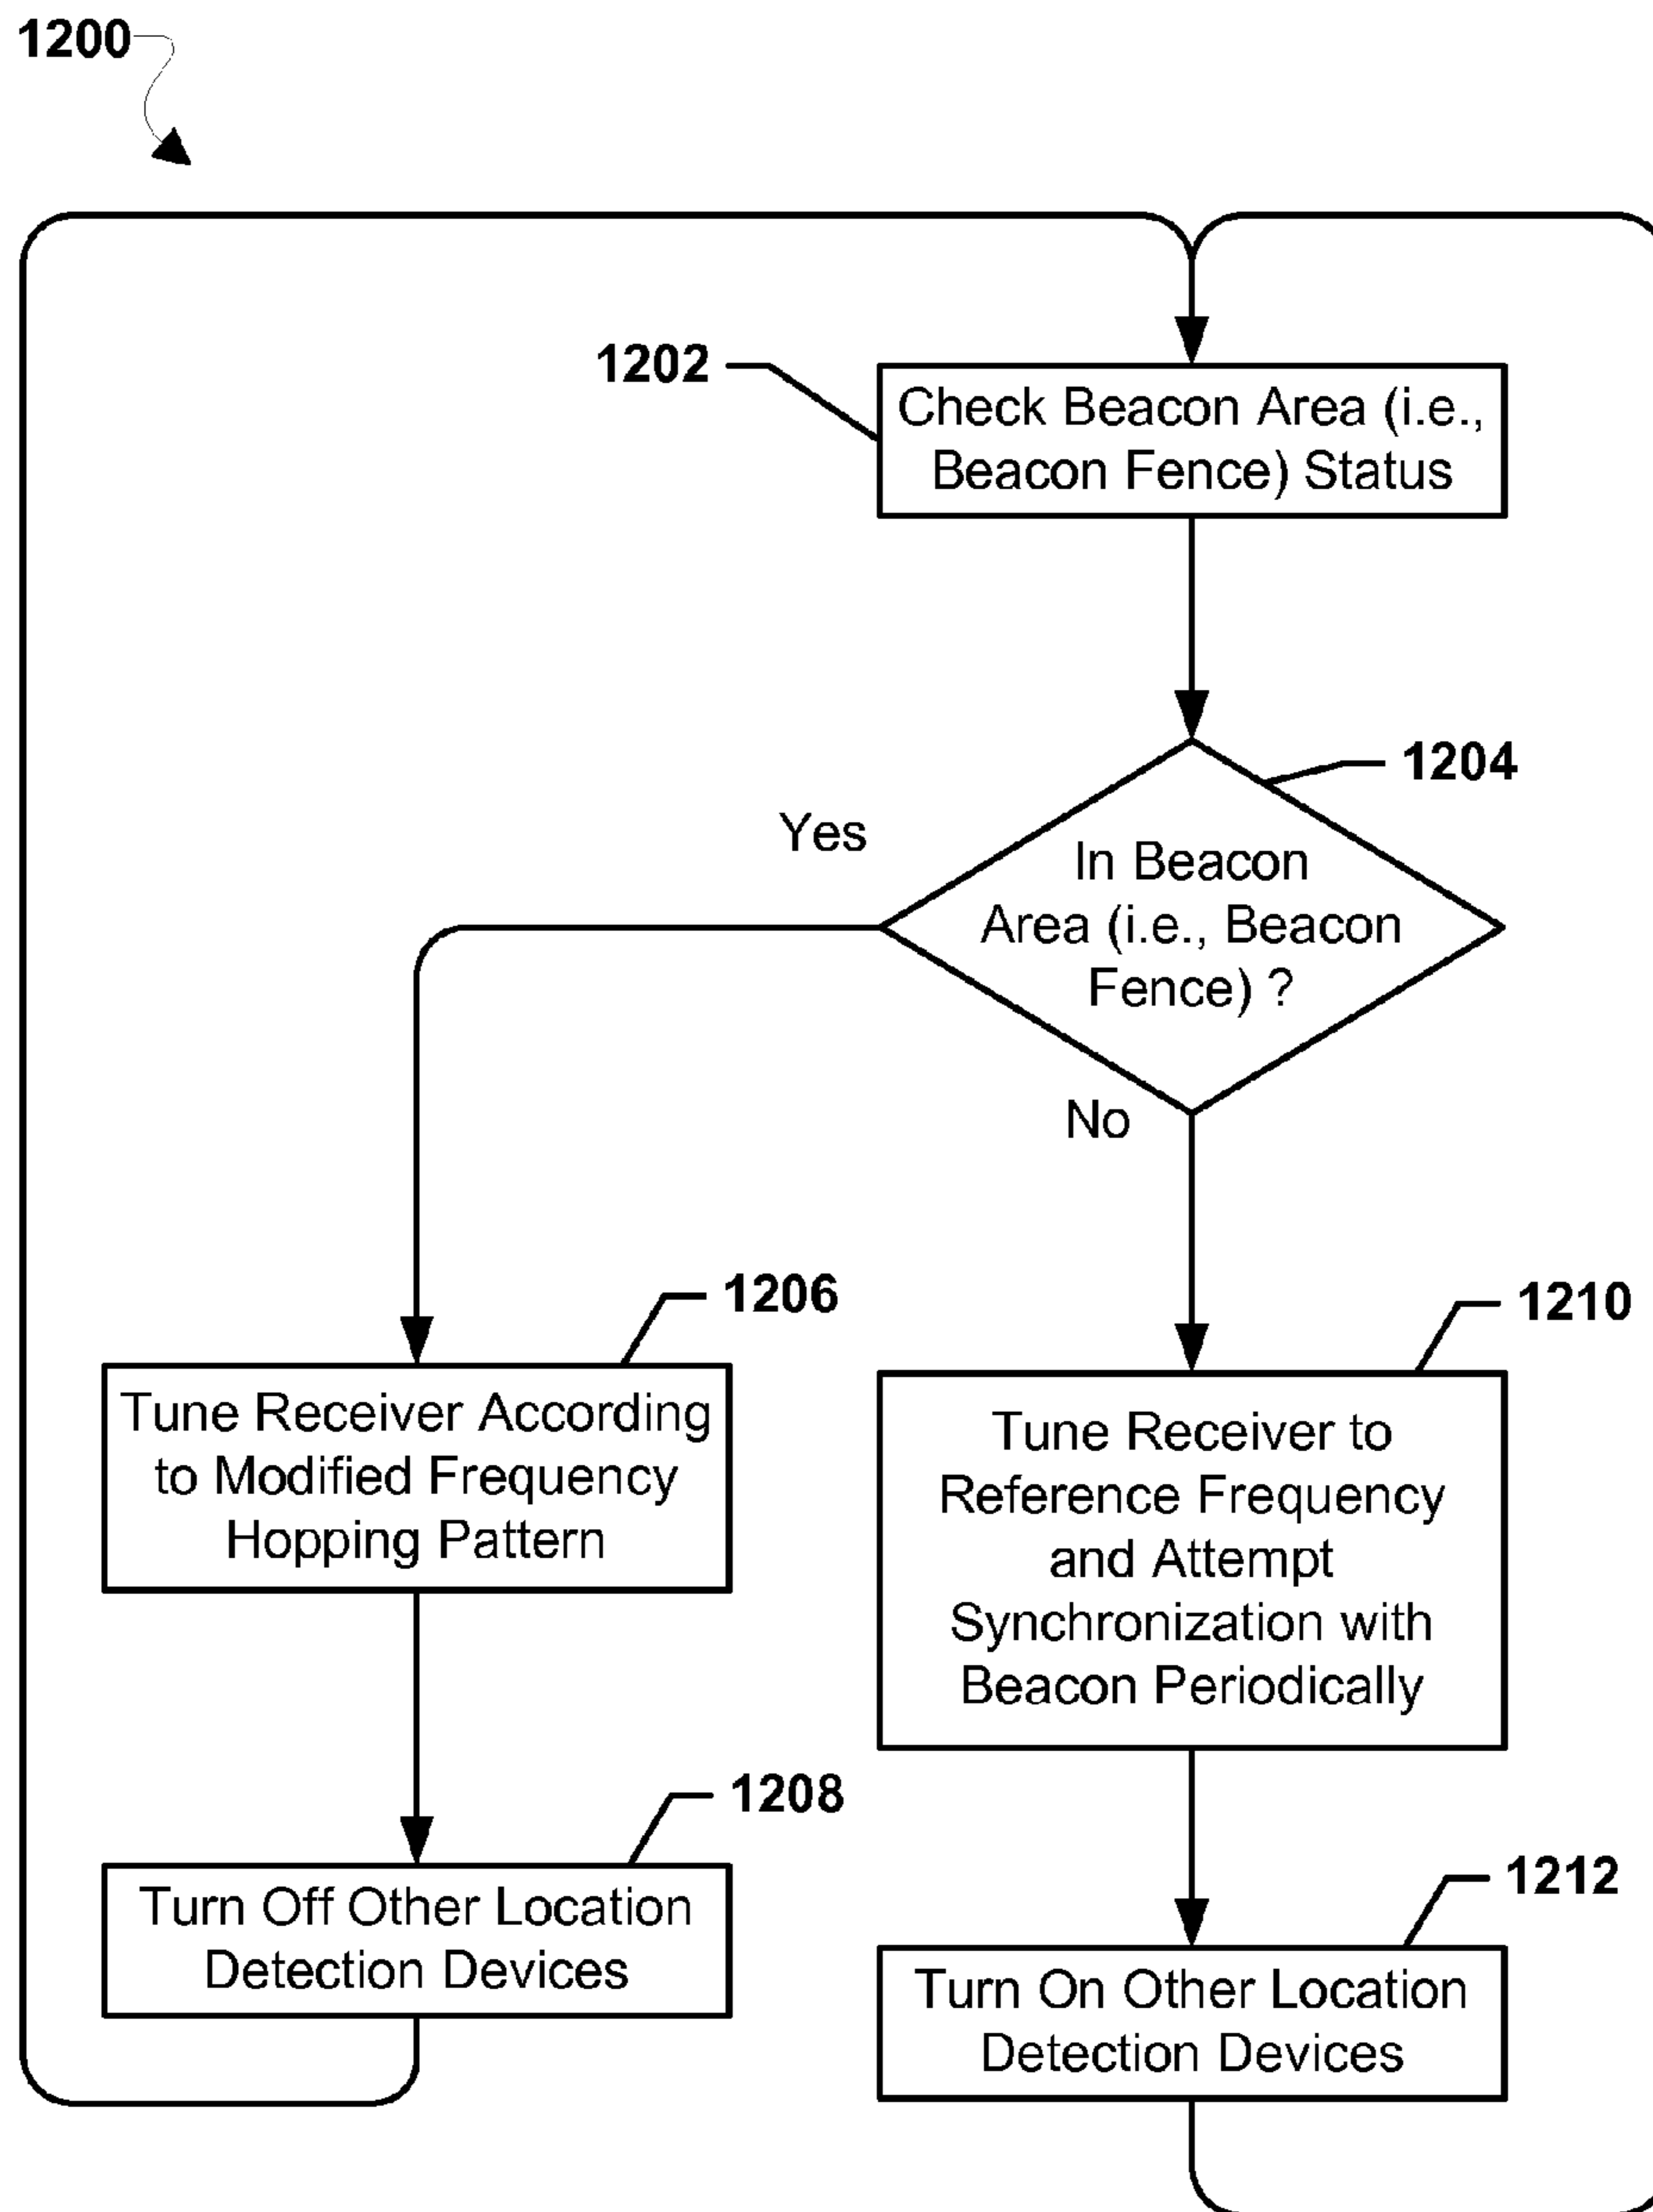 1200
1202
Check Beacon Area (i.e.,
Beacon Fence) Status
1204
Yes
In Beacon
Area (i.e., Beacon
Fence) ?
No
1206
Tune Receiver According
to Modified Frequency
Hopping Pattern
1210
Tune Receiver to
Reference Frequency
and Attempt
Synchronization with
Beacon Periodically
1208
Turn Off Other Location
Detection Devices
1212
Turn On Other Location
Detection Devices